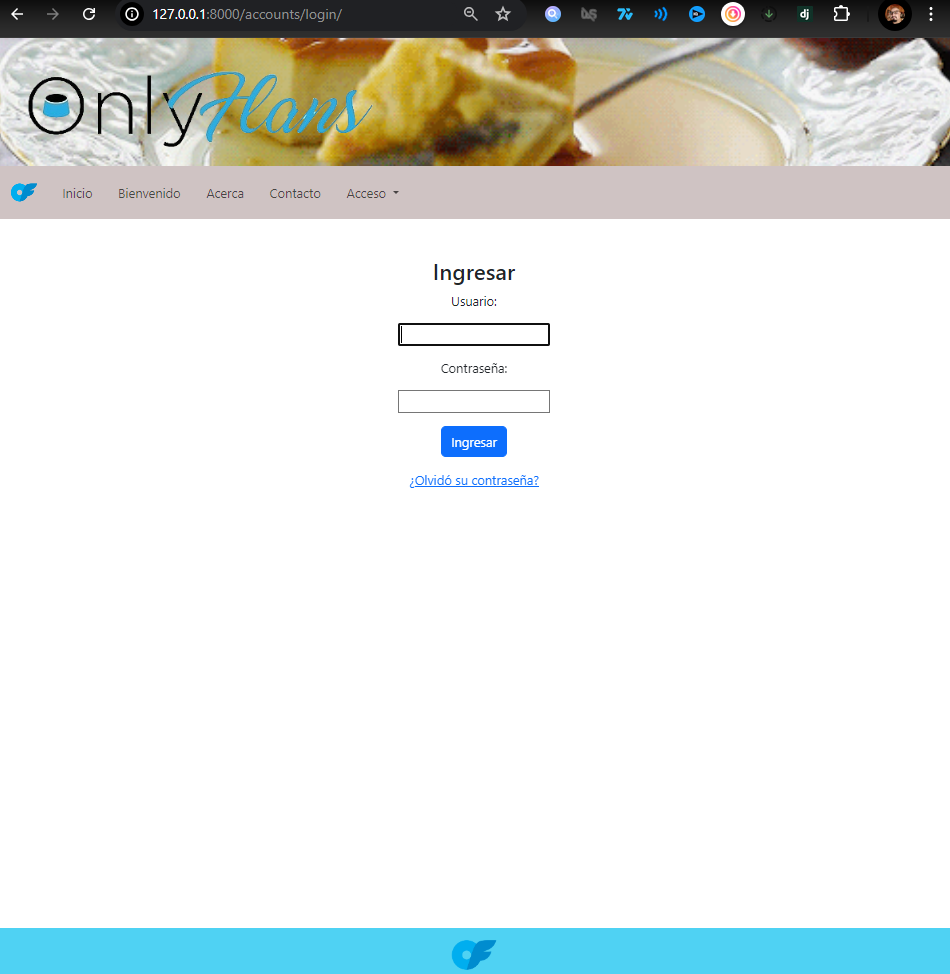 127.0.0.1:8000/accounts/login/
OnlyFlans
Inicio Bienvenido Acerca Contacto Acceso
Ingresar
Usuario:
Contraseña:
Ingresar
¿Olvidó su contraseña?